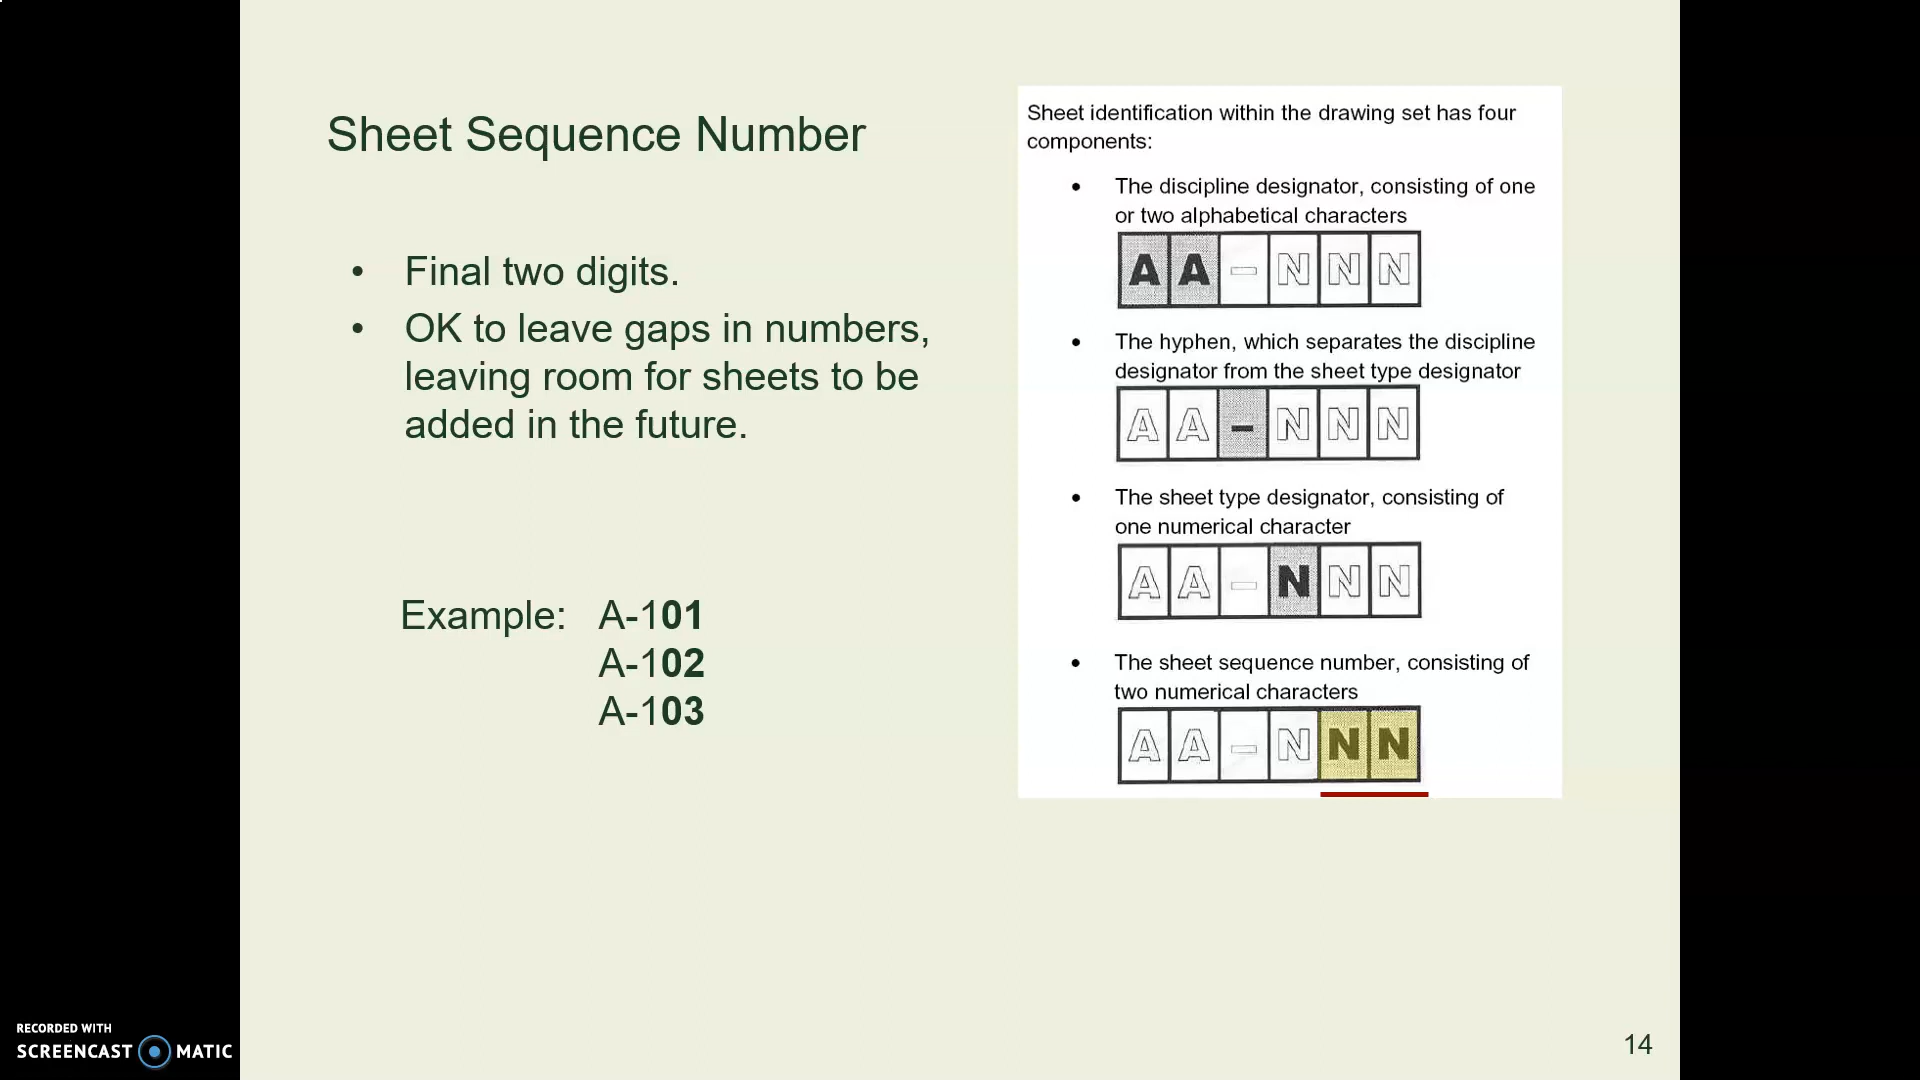 Sheet Sequence Number
• Final two digits.
• OK to leave gaps in numbers,
leaving room for sheets to be
added in the future.
Example: A-101
A-102
A-103
Sheet identification within the drawing set has four
components:
• The discipline designator, consisting of one
or two alphabetical characters
A A – N N N
• The hyphen, which separates the discipline
designator from the sheet type designator
A A – N N N
• The sheet type designator, consisting of
one numerical character
A A – N N N
• The sheet sequence number, consisting of
two numerical characters
A A – N N N
RECORDED WITH
SCREENCAST MATIC
14